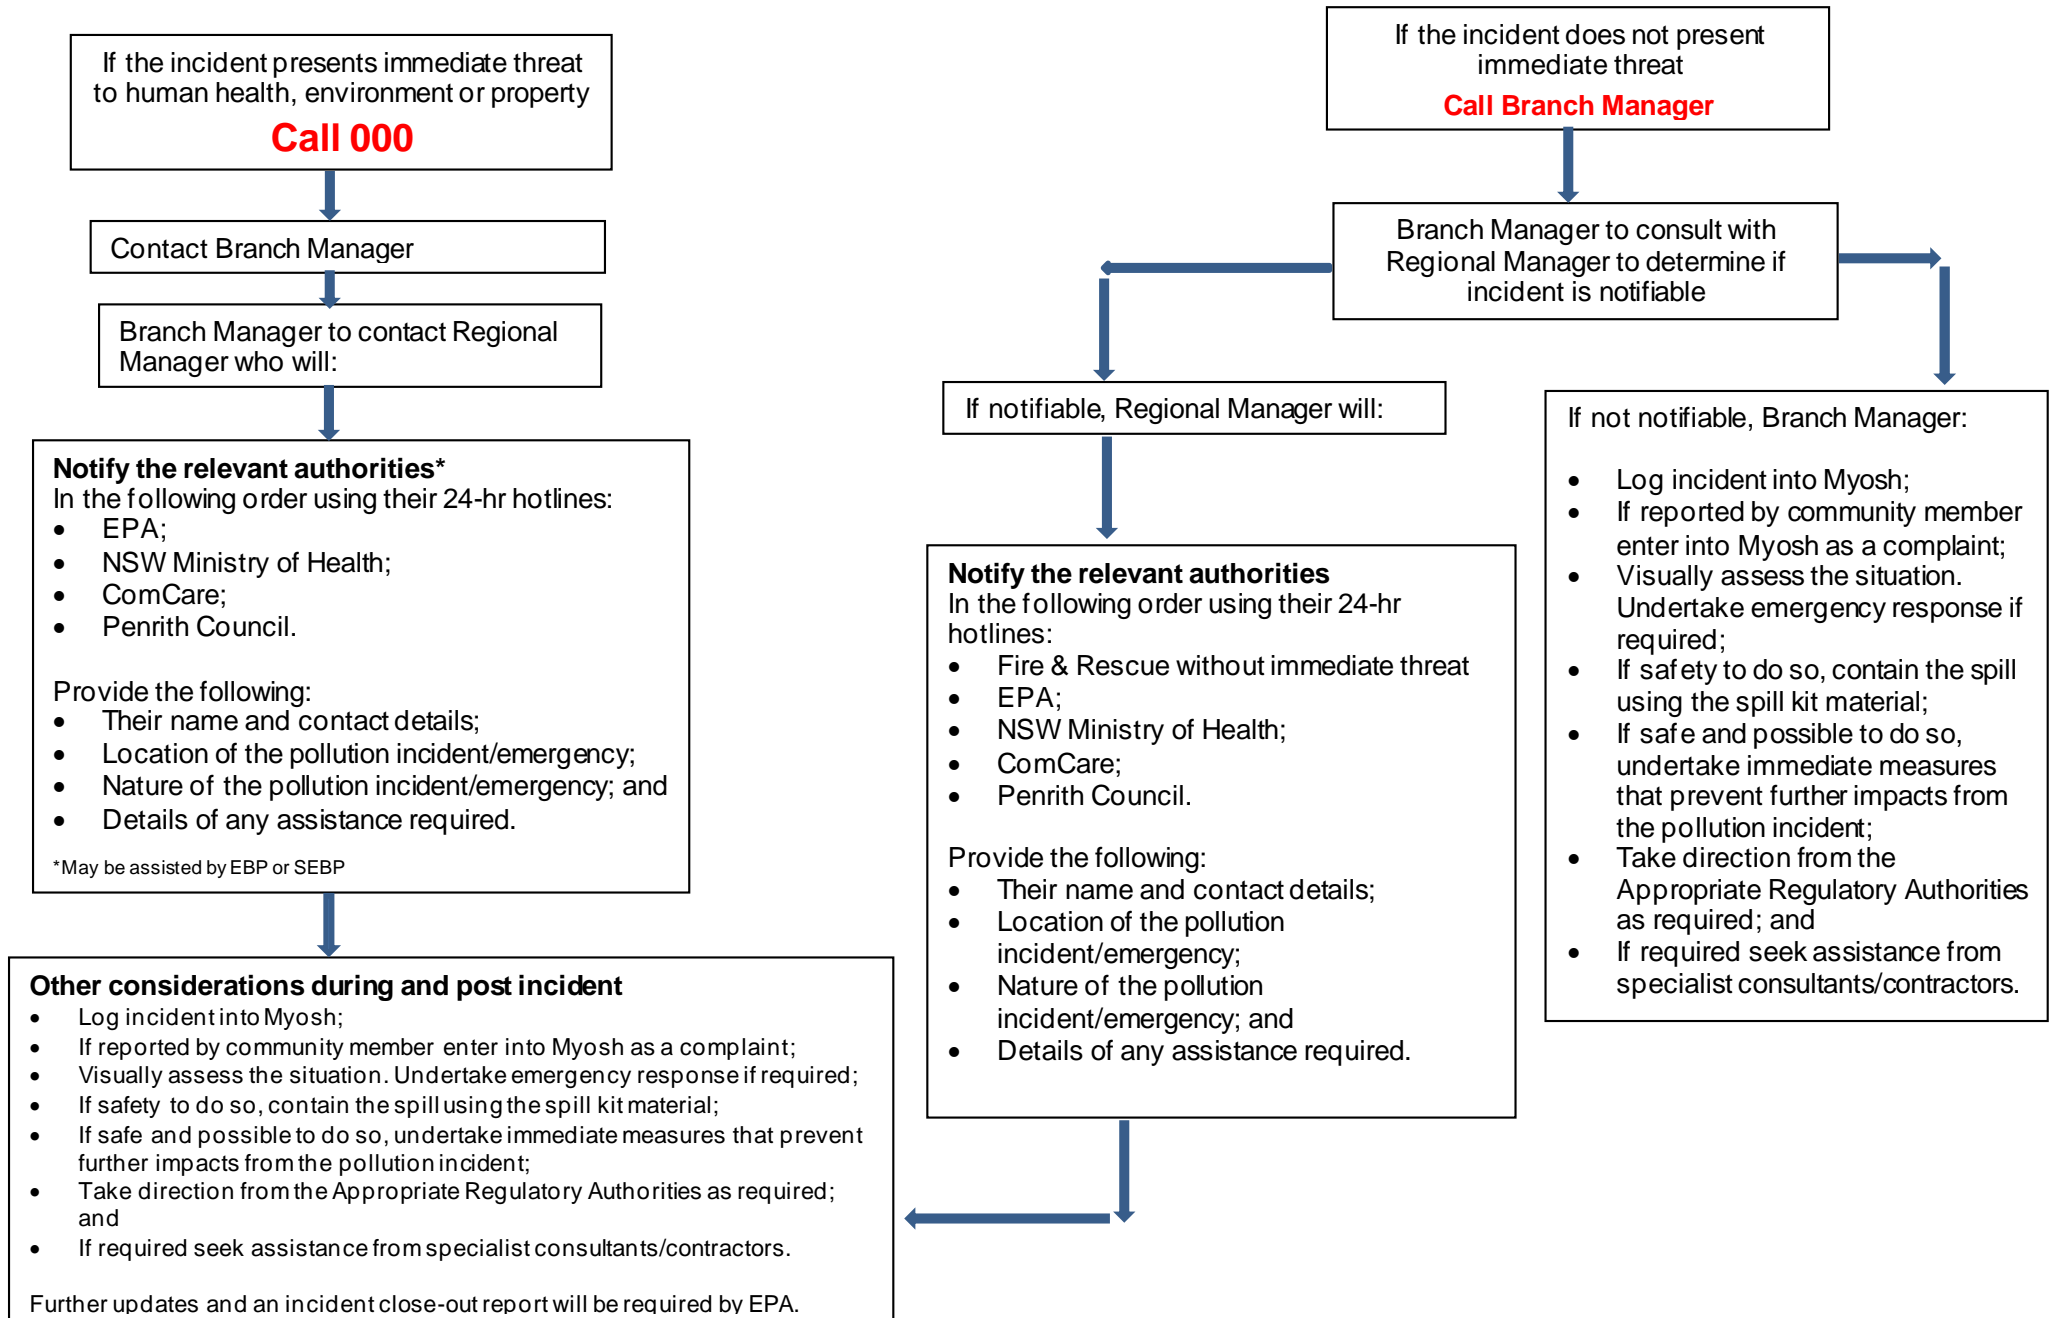 If the incident presents immediate threat
to human health, environment or property
Call 000
Contact Branch Manager
Branch Manager to contact Regional
Manager who will:
Notify the relevant authorities*
In the following order using their 24-hr hotlines:
• EPA;
• NSW Ministry of Health;
• ComCare;
• Penrith Council.
Provide the following:
• Their name and contact details;
• Location of the pollution incident/emergency;
• Nature of the pollution incident/emergency; and
• Details of any assistance required.
*May be assisted by EBP or SEBP
Other considerations during and post incident
• Log incident into Myosh;
• If reported by community member enter into Myosh as a complaint;
• Visually assess the situation. Undertake emergency response if required;
• If safety to do so, contain the spill using the spill kit material;
• If safe and possible to do so, undertake immediate measures that prevent
further impacts from the pollution incident;
• Take direction from the Appropriate Regulatory Authorities as required;
and
• If required seek assistance from specialist consultants/contractors.
Further updates and an incident close-out report will be required by EPA.
If the incident does not present
immediate threat
Call Branch Manager
Branch Manager to consult with
Regional Manager to determine if
incident is notifiable
If notifiable, Regional Manager will:
Notify the relevant authorities
In the following order using their 24-hr
hotlines:
• Fire & Rescue without immediate threat
• EPA;
• NSW Ministry of Health;
• ComCare;
• Penrith Council.
Provide the following:
• Their name and contact details;
• Location of the pollution
incident/emergency;
• Nature of the pollution
incident/emergency; and
• Details of any assistance required.
If not notifiable, Branch Manager:
• Log incident into Myosh;
• If reported by community member
enter into Myosh as a complaint;
• Visually assess the situation.
Undertake emergency response if
required;
• If safety to do so, contain the spill
using the spill kit material;
• If safe and possible to do so,
undertake immediate measures
that prevent further impacts from
the pollution incident;
• Take direction from the
Appropriate Regulatory Authorities
as required; and
• If required seek assistance from
specialist consultants/contractors.